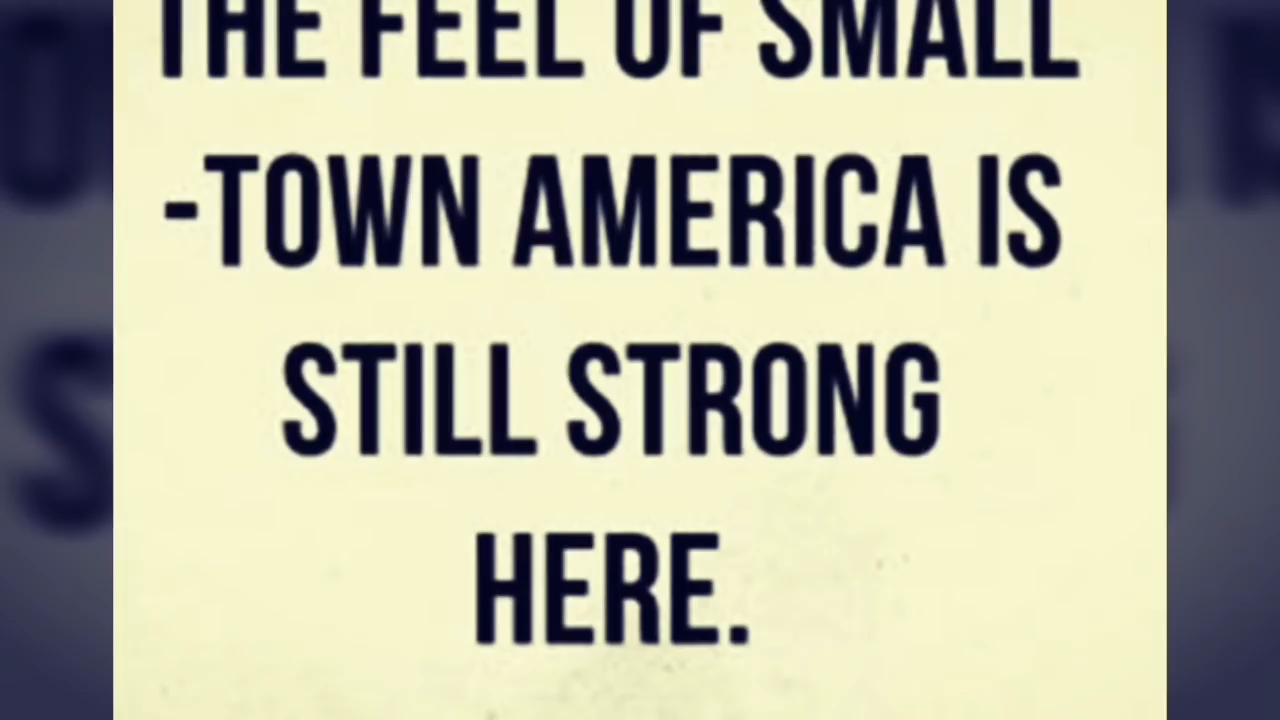 THE FEEL OF SMALL
-TOWN AMERICA IS
STILL STRONG
HERE.